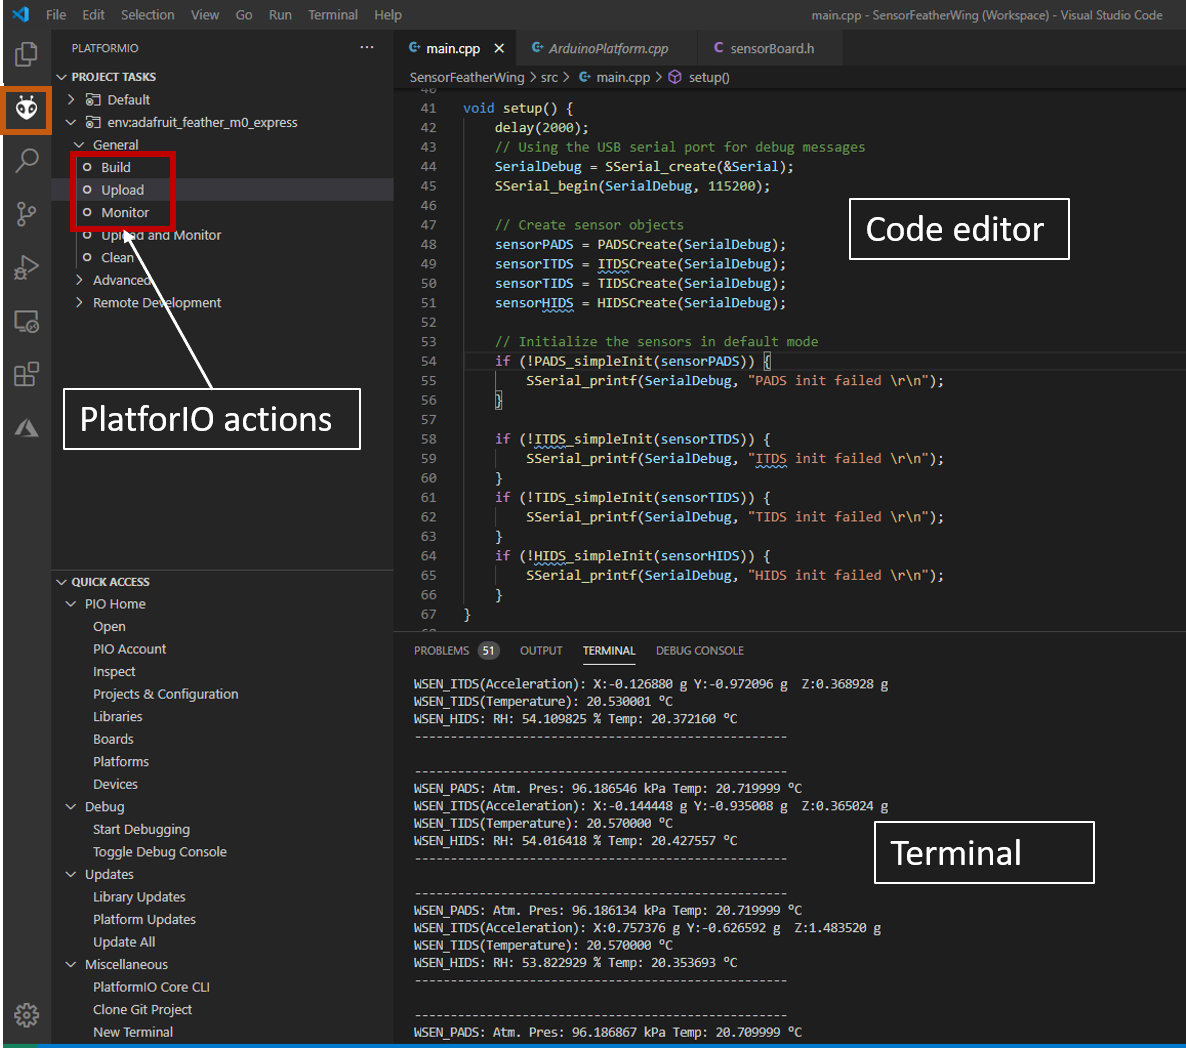 File Edit Selection View Go Run Terminal Help main.cpp - SensorFeatherWing (Workspace) - Visual Studio Code
PLATFORMIO ...
PROJECT TASKS
Default
env:adafruit_feather_m0_express
General
Build
Upload
Monitor
Upload and Monitor
Clean
Advanced
Remote Development
PlatforIO actions
QUICK ACCESS
PIO Home
Open
PIO Account
Inspect
Projects & Configuration
Libraries
Boards
Platforms
Devices
Debug
Start Debugging
Toggle Debug Console
Updates
Library Updates
Platform Updates
Update All
Miscellaneous
PlatformIO Core CLI
Clone Git Project
New Terminal
main.cpp ArduinoPlatform.cpp C sensorBoard.h
SensorFeatherWing > src > main.cpp > setup()
40
41 void setup() {
42 delay(2000);
43 // Using the USB serial port for debug messages
44 SerialDebug = SSerial_create(&Serial);
45 SSerial_begin(SerialDebug, 115200);
46
47 // Create sensor objects
48 sensorPADS = PADSCreate(SerialDebug);
49 sensorITDS = ITDSCreate(SerialDebug);
50 sensorTIDS = TIDSCreate(SerialDebug);
51 sensorHIDS = HIDSCreate(SerialDebug);
52
53 // Initialize the sensors in default mode
54 if (!PADS_simpleInit(sensorPADS)) {
55 SSerial_printf(SerialDebug, "PADS init failed \r\n");
56 }
57
58 if (!ITDS_simpleInit(sensorITDS)) {
59 SSerial_printf(SerialDebug, "ITDS init failed \r\n");
60 }
61 if (!TIDS_simpleInit(sensorTIDS)) {
62 SSerial_printf(SerialDebug, "TIDS init failed \r\n");
63 }
64 if (!HIDS_simpleInit(sensorHIDS)) {
65 SSerial_printf(SerialDebug, "HIDS init failed \r\n");
66 }
67 }
Code editor
PROBLEMS 51 OUTPUT TERMINAL DEBUG CONSOLE
WSEN_ITDS(Acceleration): X:-0.126880 g Y:-0.972096 g Z:0.368928 g
WSEN_TIDS(Temperature): 20.530001 ºC
WSEN_HIDS: RH: 54.109825 % Temp: 20.372160 ºC
------------------------------------------------
------------------------------------------------
WSEN_PADS: Atm. Pres: 96.186546 kPa Temp: 20.719999 ºC
WSEN_ITDS(Acceleration): X:-0.144448 g Y:-0.935008 g Z:0.365024 g
WSEN_TIDS(Temperature): 20.570000 ºC
WSEN_HIDS: RH: 54.016418 % Temp: 20.427557 ºC
------------------------------------------------
------------------------------------------------
WSEN_PADS: Atm. Pres: 96.186134 kPa Temp: 20.719999 ºC
WSEN_ITDS(Acceleration): X:0.757376 g Y:-0.626592 g Z:1.483520 g
WSEN_TIDS(Temperature): 20.570000 ºC
WSEN_HIDS: RH: 53.822929 % Temp: 20.353693 ºC
------------------------------------------------
------------------------------------------------
WSEN_PADS: Atm. Pres: 96.186867 kPa Temp: 20.709999 ºC
Terminal